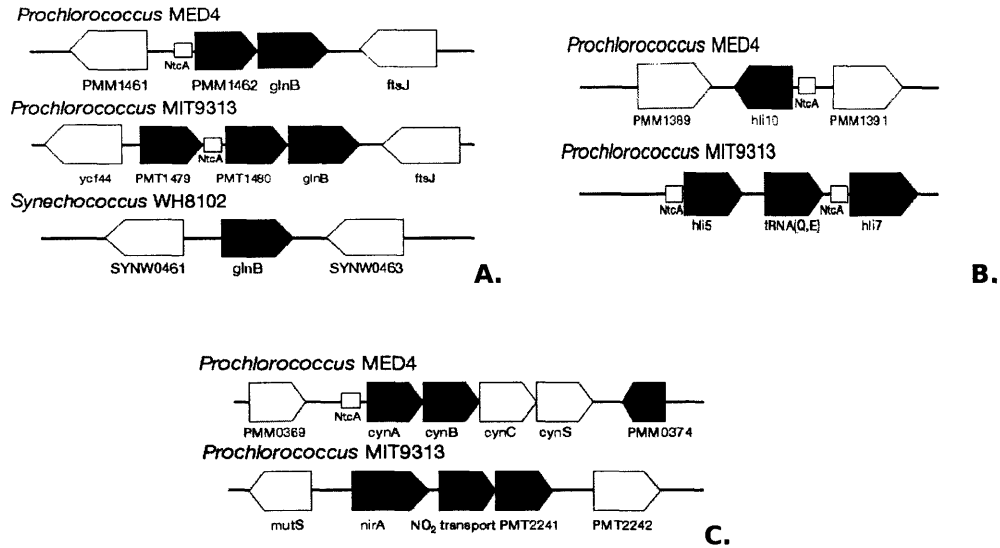 Prochlorococcus MED4
NtcA
PMM1461 PMM1462 glnB ftsJ
Prochlorococcus MIT9313
NtcA
ycf44 PMT1479 PMT1480 glnB ftsJ
Synechococcus WH8102
SYNW0461 glnB SYNW0463
A.
Prochlorococcus MED4
NtcA
PMM1389 hli10 PMM1391
Prochlorococcus MIT9313
NtcA NtcA
hli5 tRNA(Q,E) hli7
B.
Prochlorococcus MED4
NtcA
PMM0369 cynA cynB cynC cynS PMM0374
Prochlorococcus MIT9313
mutS nirA NO2 transport PMT2241 PMT2242
C.